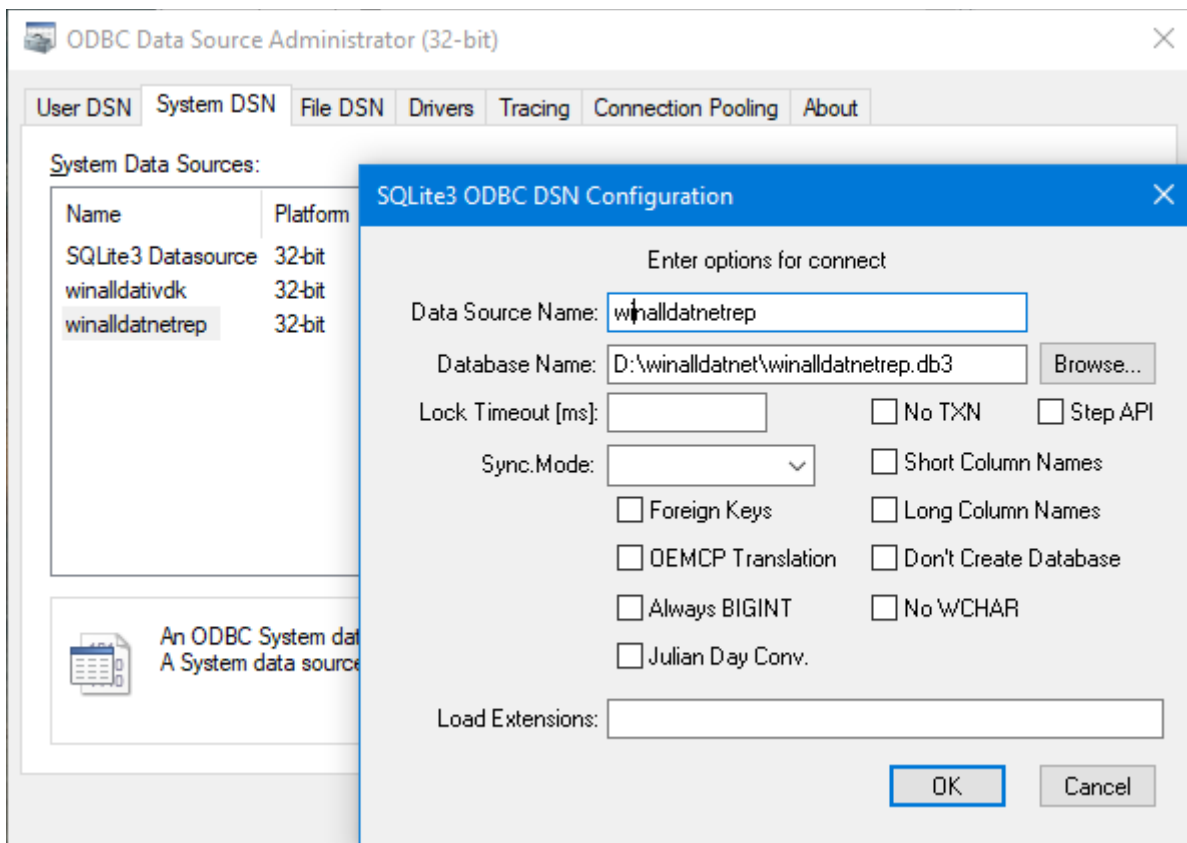 ODBC Data Source Administrator (32-bit)
User DSN System DSN File DSN Drivers Tracing Connection Pooling About
System Data Sources:
Name Platform
SQLite3 Datasource 32-bit
winalldativdk 32-bit
winalldatnetrep 32-bit
An ODBC System dat
A System data source
SQLite3 ODBC DSN Configuration
Enter options for connect
Data Source Name: winalldatnetrep
Database Name: D:\winalldatnet\winalldatnetrep.db3 Browse...
Lock Timeout [ms]: No TXN Step API
Sync.Mode: Short Column Names
Foreign Keys Long Column Names
OEMCP Translation Don't Create Database
Always BIGINT No WCHAR
Julian Day Conv.
Load Extensions:
OK Cancel